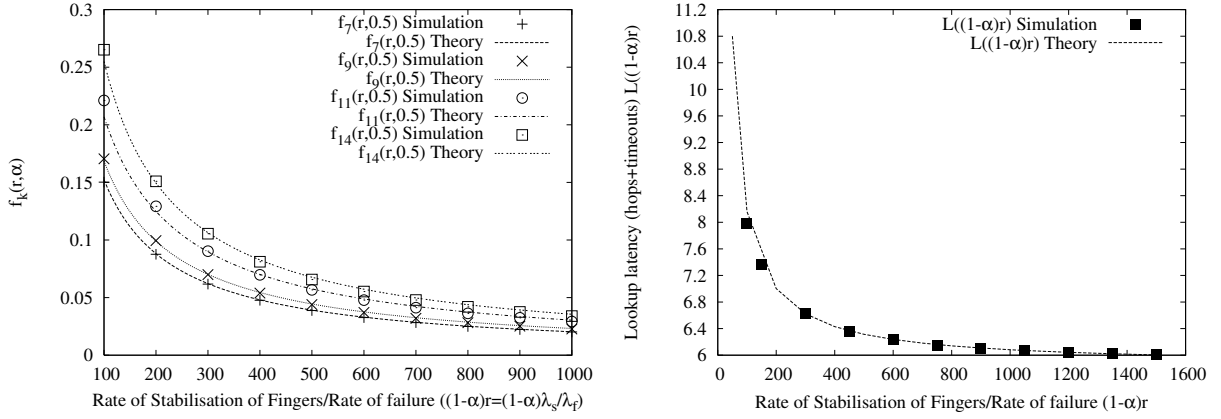 f_7(r,0.5) Simulation
f_7(r,0.5) Theory
f_9(r,0.5) Simulation
f_9(r,0.5) Theory
f_11(r,0.5) Simulation
f_11(r,0.5) Theory
f_14(r,0.5) Simulation
f_14(r,0.5) Theory
0.3
0.25
0.2
0.15
0.1
0.05
0
f_k(r,α)
100 200 300 400 500 600 700 800 900 1000
Rate of Stabilisation of Fingers/Rate of failure ((1-α)r=(1-α)λ_s/λ_f)
L((1-α)r) Simulation
L((1-α)r) Theory
11.2
10.8
10.4
10
9.6
9.2
8.8
8.4
8
7.6
7.2
6.8
6.4
6
Lookup latency (hops+timeouts) L((1-α)r)
0 200 400 600 800 1000 1200 1400 1600
Rate of Stabilisation of Fingers/Rate of failure (1-α)r